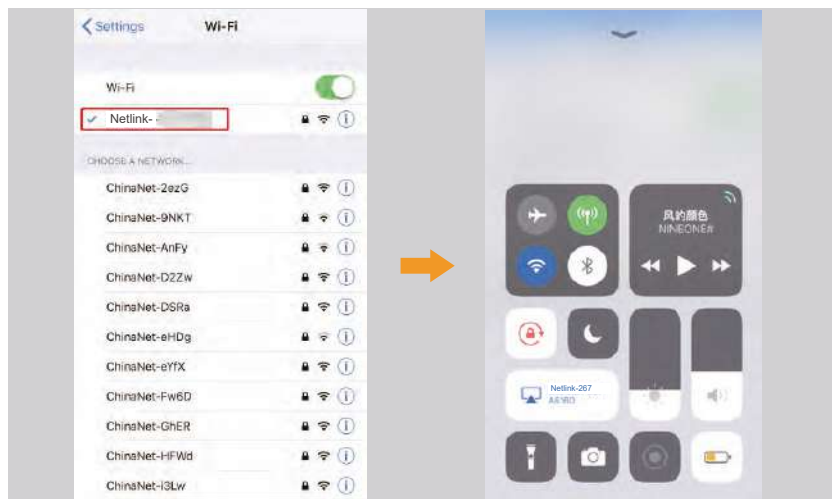 Settings
Wi-Fi
Wi-Fi
Netlink-
CHOOSE A NETWORK...
ChinaNet-2ezG
ChinaNet-9NKT
ChinaNet-AnFy
ChinaNet-D2Zw
ChinaNet-DSRa
ChinaNet-eHDg
ChinaNet-eYfX
ChinaNet-Fw6D
ChinaNet-GhER
ChinaNet-HFWd
ChinaNet-i3Lw
风的颜色
NINEONE#
Netlink-267